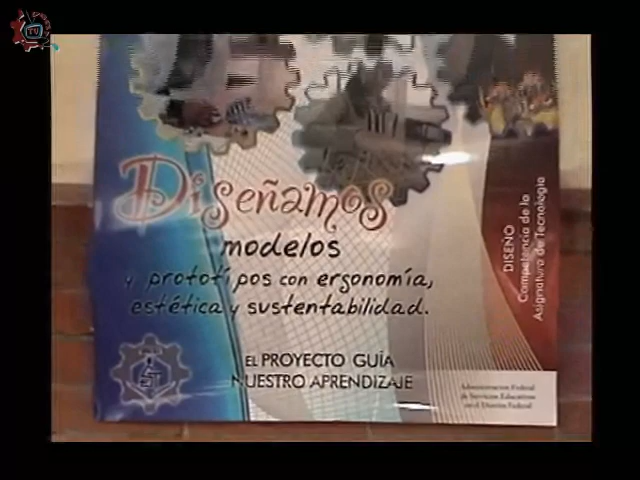 TV
Diseñamos
modelos
y prototipos con ergonomía,
estética y sustentabilidad.
EL PROYECTO GUÍA
NUESTRO APRENDIZAJE
DISEÑO
Competencia de la
Asignatura de Tecnología
Administración Federal
de Servicios Educativos
en el Distrito Federal